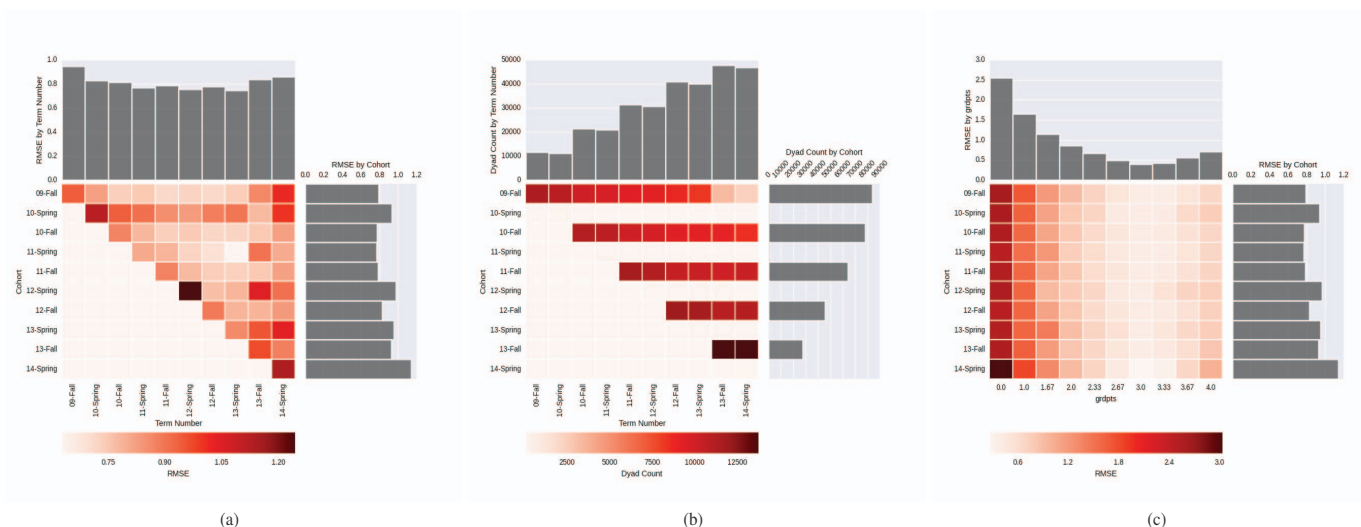 1.0
0.8
0.6
0.4
0.2
0.0
RMSE by Term Number
RMSE by Cohort
0.0 0.2 0.4 0.6 0.8 1.0 1.2
09-Fall
10-Spring
10-Fall
11-Spring
11-Fall
12-Spring
12-Fall
13-Spring
13-Fall
14-Spring
Cohort
09-Fall 10-Spring 10-Fall 11-Spring 11-Fall 12-Spring 12-Fall 13-Spring 13-Fall 14-Spring
Term Number
0.75 0.90 1.05 1.20
RMSE
(a)
50000
40000
30000
20000
10000
0
Dyad Count by Term Number
Dyad Count by Cohort
0 10000 20000 30000 40000 50000 60000 70000 80000 90000
09-Fall
10-Spring
10-Fall
11-Spring
11-Fall
12-Spring
12-Fall
13-Spring
13-Fall
14-Spring
Cohort
09-Fall 10-Spring 10-Fall 11-Spring 11-Fall 12-Spring 12-Fall 13-Spring 13-Fall 14-Spring
Term Number
2500 5000 7500 10000 12500
Dyad Count
(b)
3.0
2.5
2.0
1.5
1.0
0.5
0.0
RMSE by grdpts
RMSE by Cohort
0.0 0.2 0.4 0.6 0.8 1.0 1.2
09-Fall
10-Spring
10-Fall
11-Spring
11-Fall
12-Spring
12-Fall
13-Spring
13-Fall
14-Spring
Cohort
0.0 1.0 1.67 2.0 2.33 2.67 3.0 3.33 3.67 4.0
grdpts
0.6 1.2 1.8 2.4 3.0
RMSE
(c)